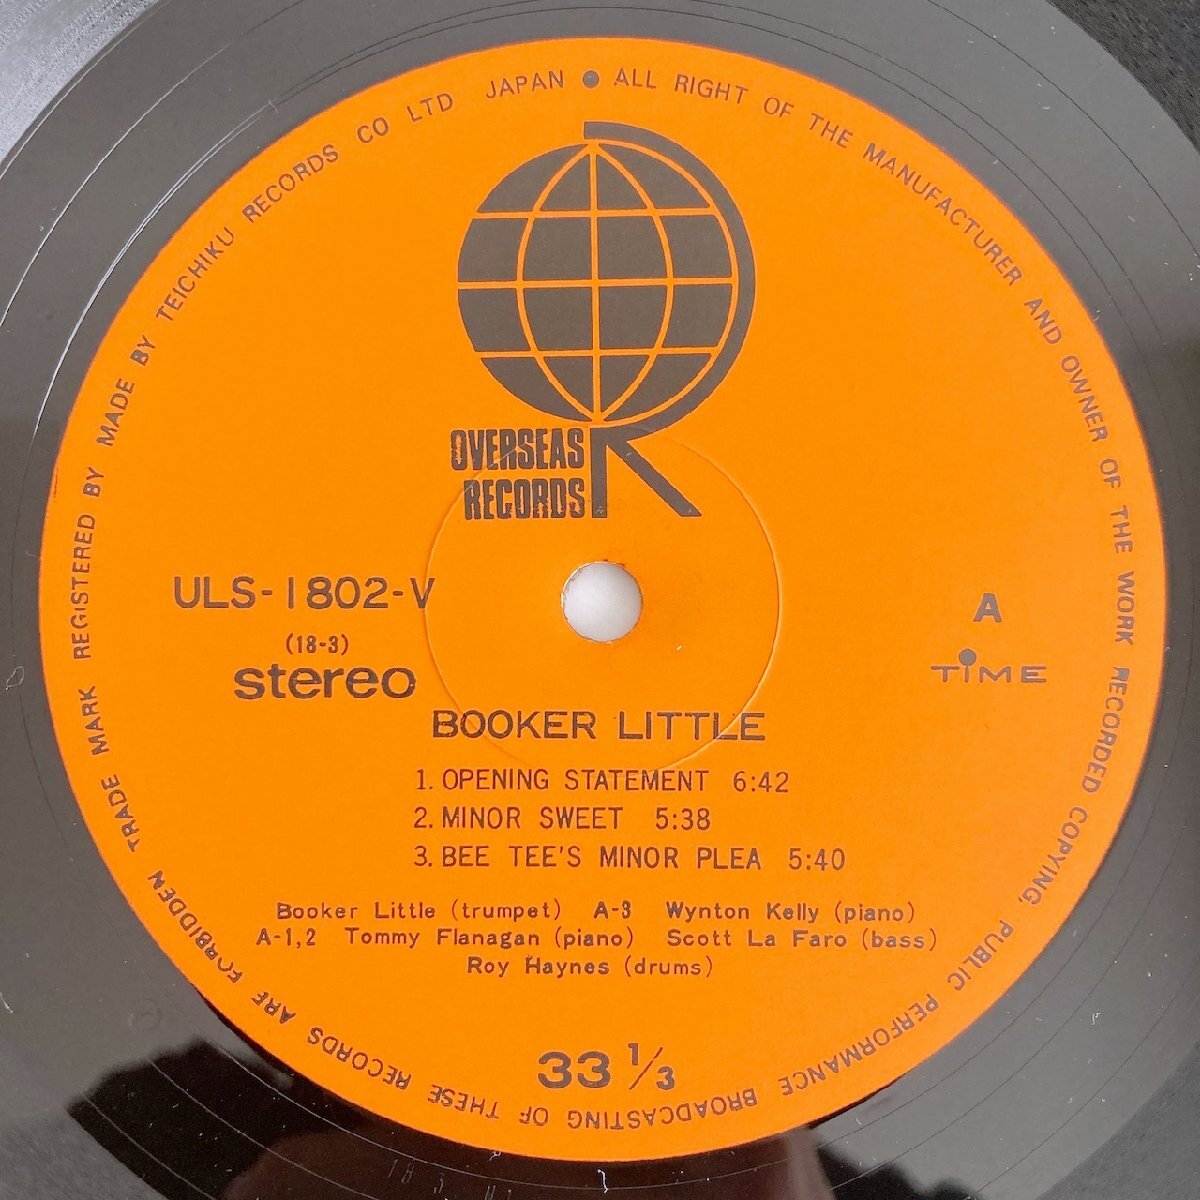 TRADE MARK REGISTERED BY MADE BY TEICHIKU RECORDS CO LTD JAPAN ● ALL RIGHT OF THE MANUFACTURER AND OWNER OF THE WORK RECORDED COPYING, PUBLIC PERFORMANCE BROADCASTING OF THESE RECORDS ARE FORBIDDEN
OVERSEAS
RECORDS
ULS-1802-V
(18-3)
stereo
A
TIME
BOOKER LITTLE
1. OPENING STATEMENT 6:42
2. MINOR SWEET 5:38
3. BEE TEE'S MINOR PLEA 5:40
Booker Little (trumpet) A-3 Wynton Kelly (piano)
A-1,2 Tommy Flanagan (piano) Scott La Faro (bass)
Roy Haynes (drums)
33 1/3